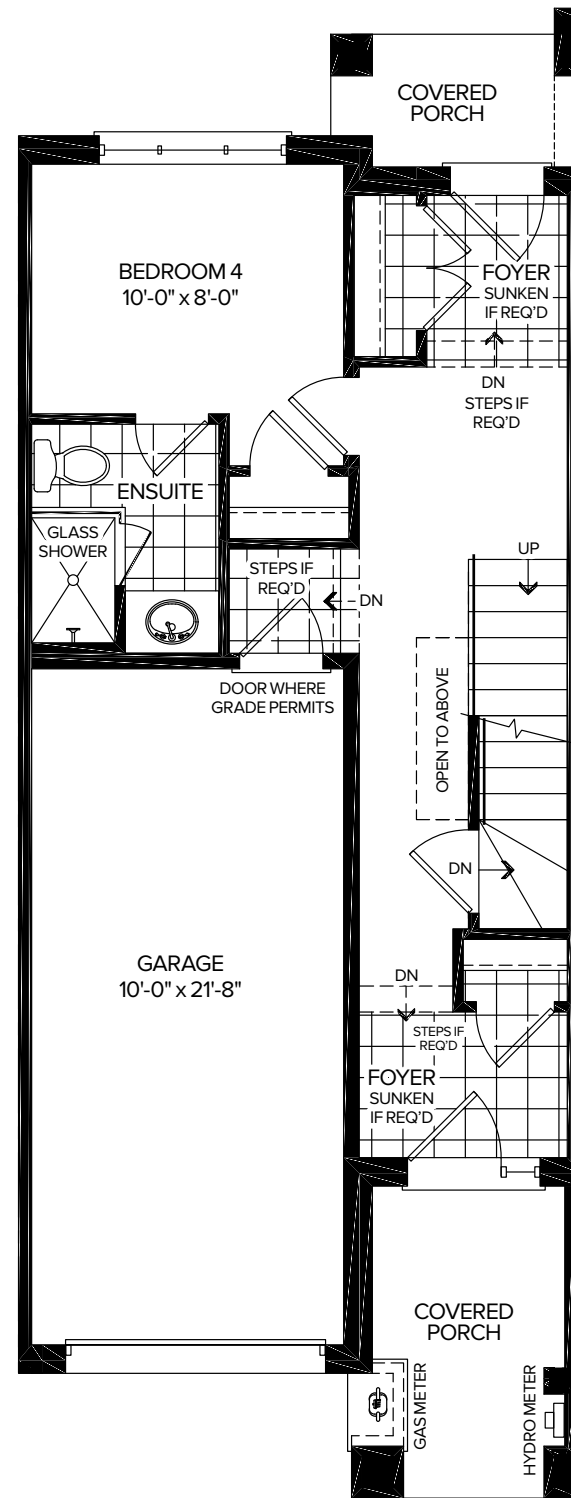 COVERED
PORCH
BEDROOM 4
10'-0" x 8'-0"
FOYER
SUNKEN
IF REQ'D
DN
STEPS IF
REQ'D
ENSUITE
GLASS
SHOWER
UP
STEPS IF
REQ'D
DN
OPEN TO ABOVE
DOOR WHERE
GRADE PERMITS
DN
GARAGE
10'-0" x 21'-8"
DN
STEPS IF
REQ'D
FOYER
SUNKEN
IF REQ'D
COVERED
PORCH
GAS METER
HYDRO METER